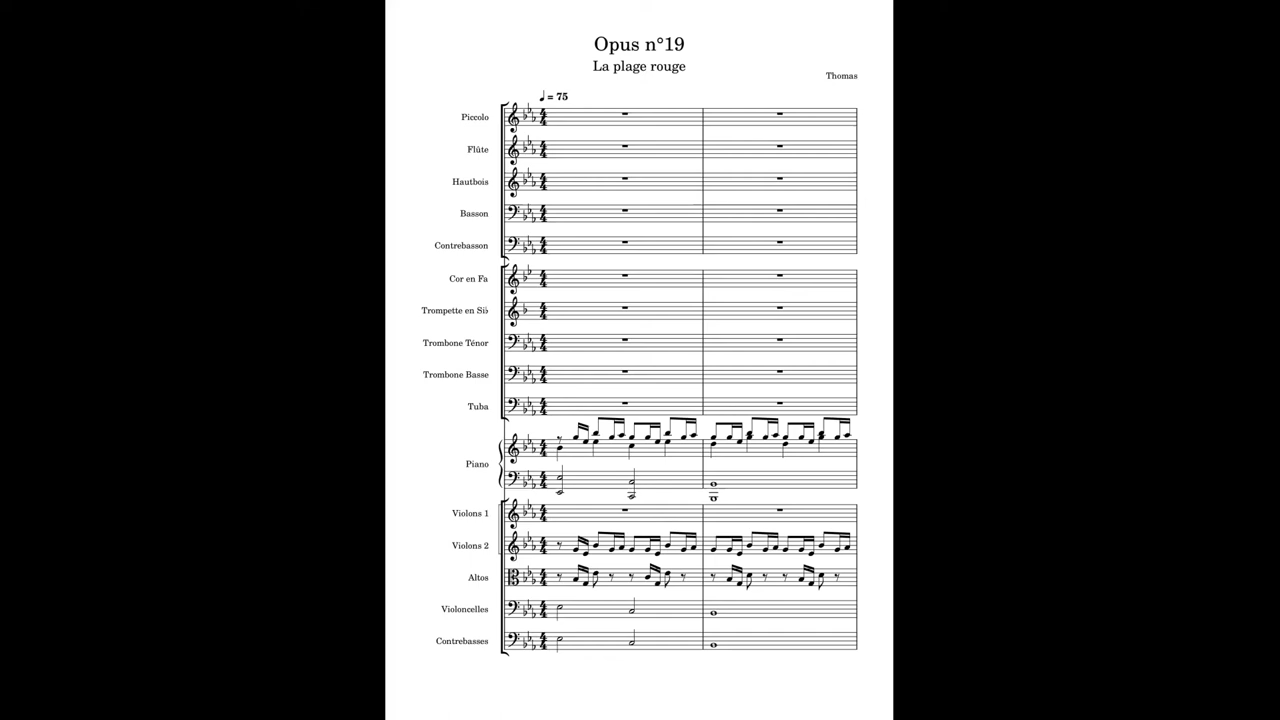 Opus n°19
La plage rouge
Thomas
♩ = 75
Piccolo
Flûte
Hautbois
Basson
Contrebasson
Cor en Fa
Trompette en Si♭
Trombone Ténor
Trombone Basse
Tuba
Piano
Violons 1
Violons 2
Altos
Violoncelles
Contrebasses